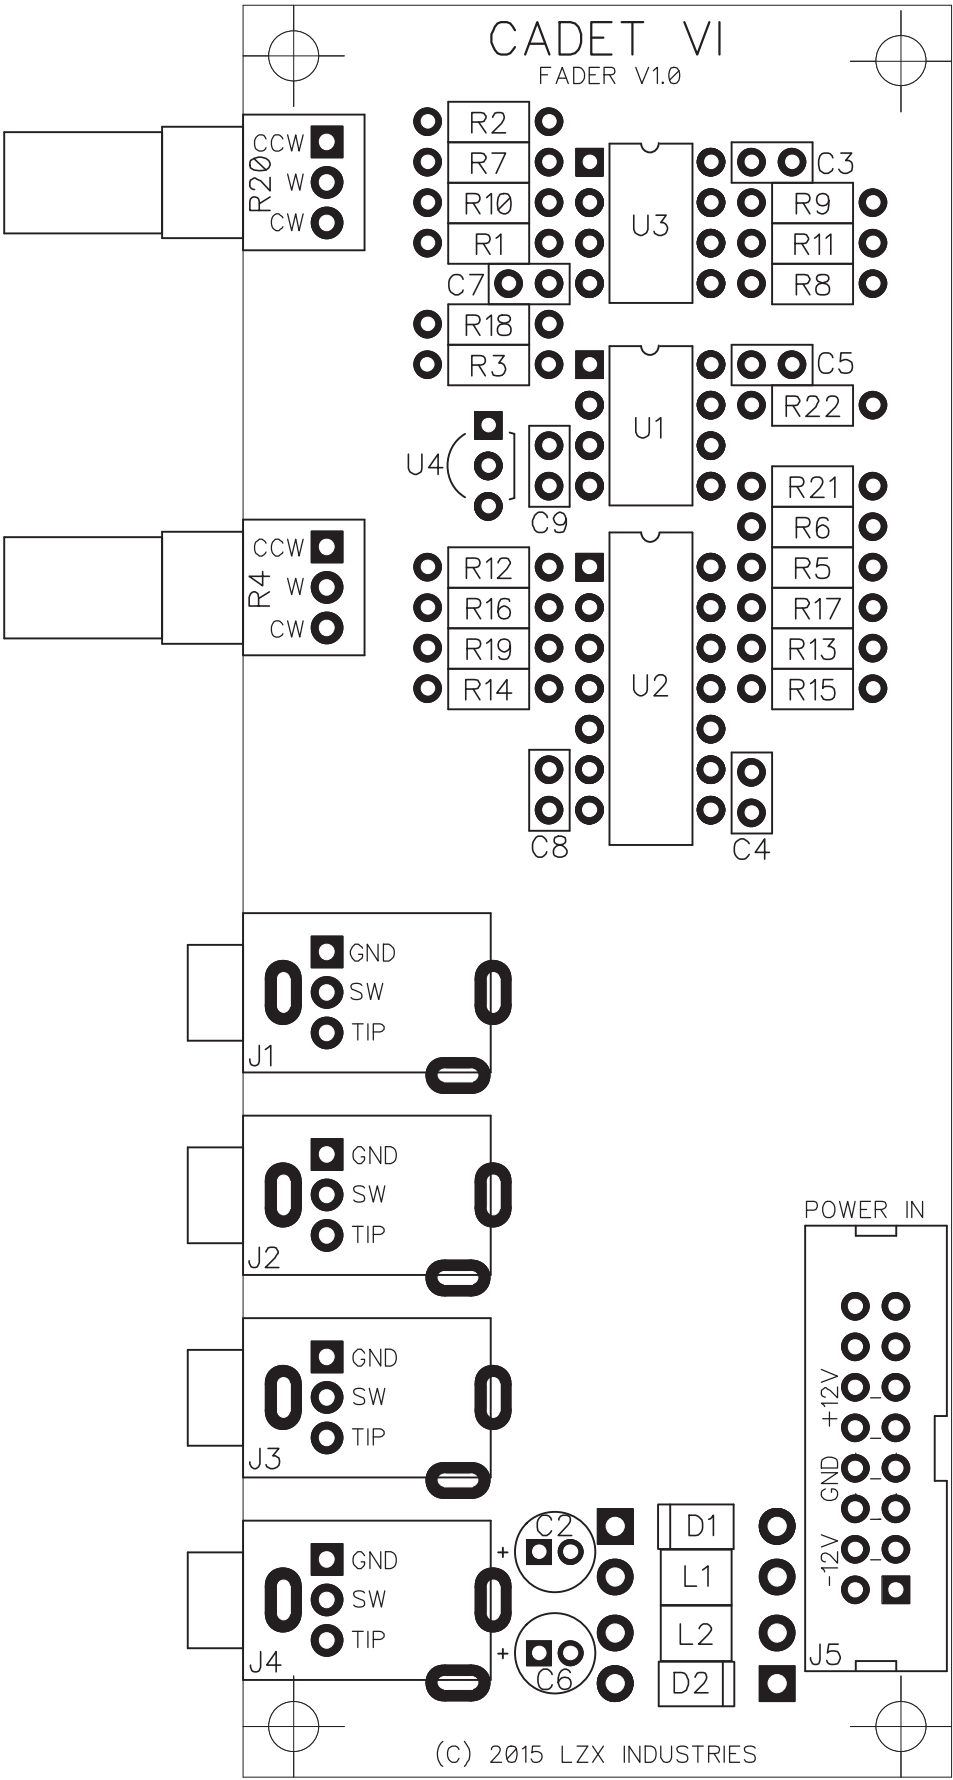 CADET VI
FADER V1.0
R2
CCW
R20
W
CW
R7
R10
R1
U3
C3
R9
R11
R8
C7
R18
R3
C5
U1
R22
U4
C9
R21
R6
CCW
R4
W
CW
R12
R16
R19
R14
U2
R5
R17
R13
R15
C8
C4
GND
SW
TIP
J1
GND
SW
TIP
J2
POWER IN
GND
SW
TIP
J3
+12V
GND
-12V
J5
GND
SW
TIP
J4
+
C2
D1
L1
L2
+
C6
D2
(C) 2015 LZX INDUSTRIES